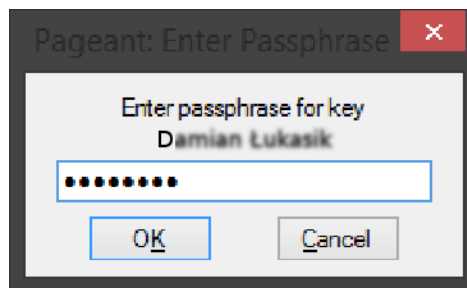 Pageant: Enter Passphrase
Enter passphrase for key
D
●●●●●●●●
OK
Cancel